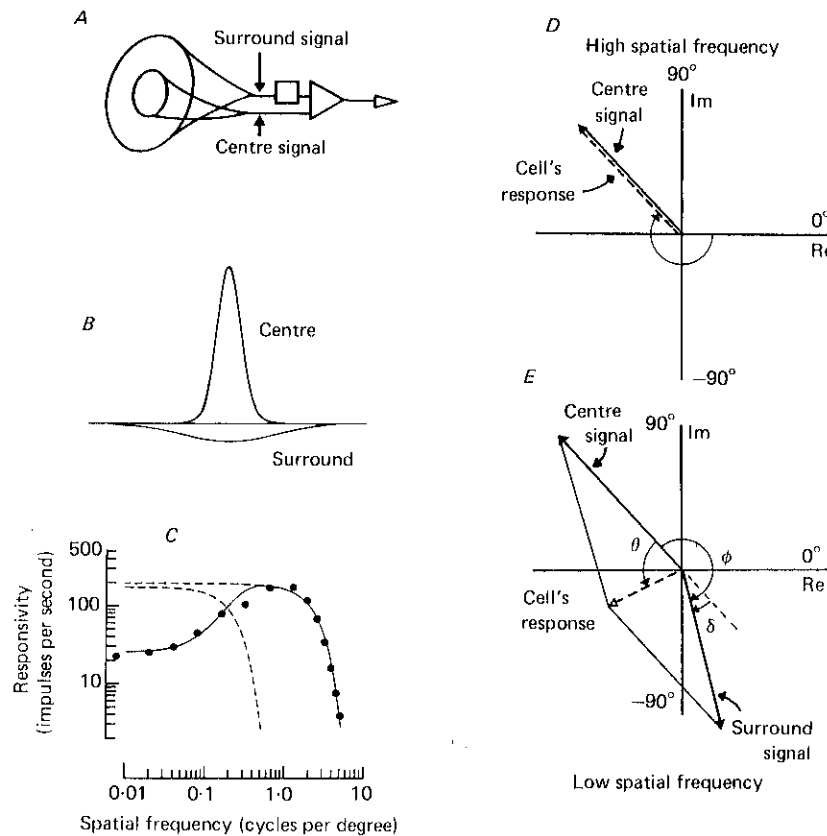 A
Surround signal
Centre signal
B
Centre
Surround
C
500
100
10
Responsivity
(impulses per second)
0·01
0·1
1·0
10
Spatial frequency (cycles per degree)
D
High spatial frequency
90°
Im
Centre
signal
Cell's
response
0°
Re
−90°
E
Centre
signal
90°
Im
θ
ϕ
0°
Re
Cell's
response
δ
−90°
Surround
signal
Low spatial frequency